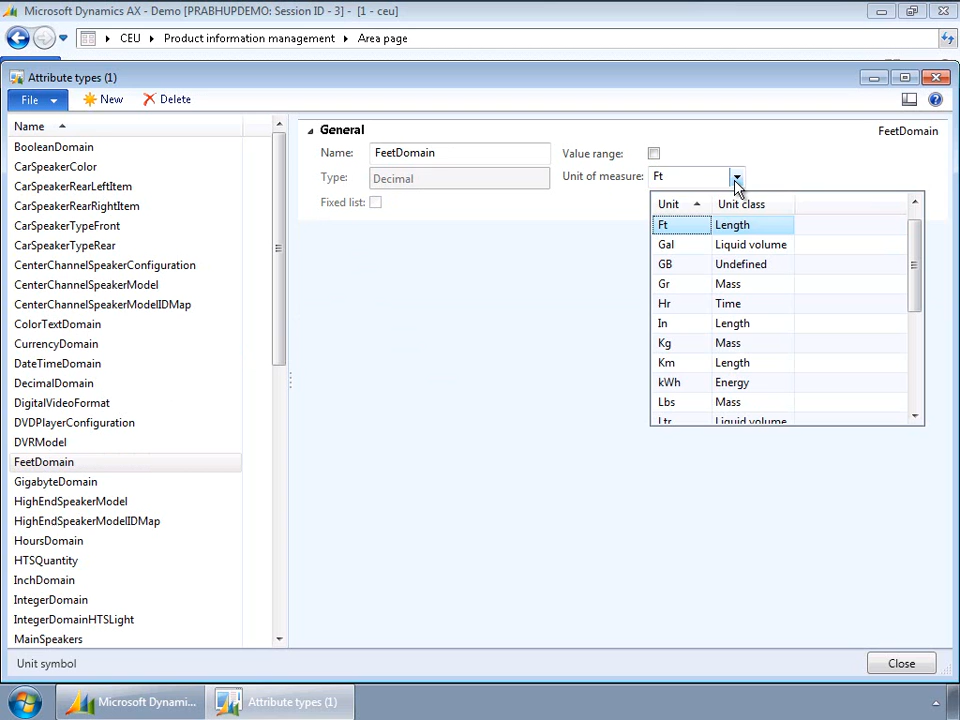 Microsoft Dynamics AX - Demo [PRABHUPDEMO: Session ID - 3] - [1 - ceu]
CEU Product information management Area page
Attribute types (1)
File New Delete
Name
BooleanDomain
CarSpeakerColor
CarSpeakerRearLeftItem
CarSpeakerRearRightItem
CarSpeakerTypeFront
CarSpeakerTypeRear
CenterChannelSpeakerConfiguration
CenterChannelSpeakerModel
CenterChannelSpeakerModelIDMap
ColorTextDomain
CurrencyDomain
DateTimeDomain
DecimalDomain
DigitalVideoFormat
DVDPlayerConfiguration
DVRModel
FeetDomain
GigabyteDomain
HighEndSpeakerModel
HighEndSpeakerModelIDMap
HoursDomain
HTSQuantity
InchDomain
IntegerDomain
IntegerDomainHTSLight
MainSpeakers
General FeetDomain
Name: FeetDomain Value range:
Type: Decimal Unit of measure: Ft
Fixed list:
Unit Unit class
Ft Length
Gal Liquid volume
GB Undefined
Gr Mass
Hr Time
In Length
Kg Mass
Km Length
kWh Energy
Lbs Mass
Ltr Liquid volume
Unit symbol Close
Microsoft Dynami... Attribute types (1)